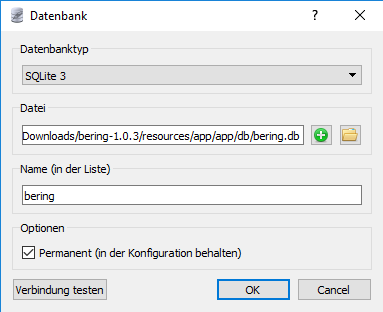 Datenbank
Datenbanktyp
SQLite 3
Datei
Downloads/bering-1.0.3/resources/app/app/db/bering.db
Name (in der Liste)
bering
Optionen
Permanent (in der Konfiguration behalten)
Verbindung testen OK Cancel